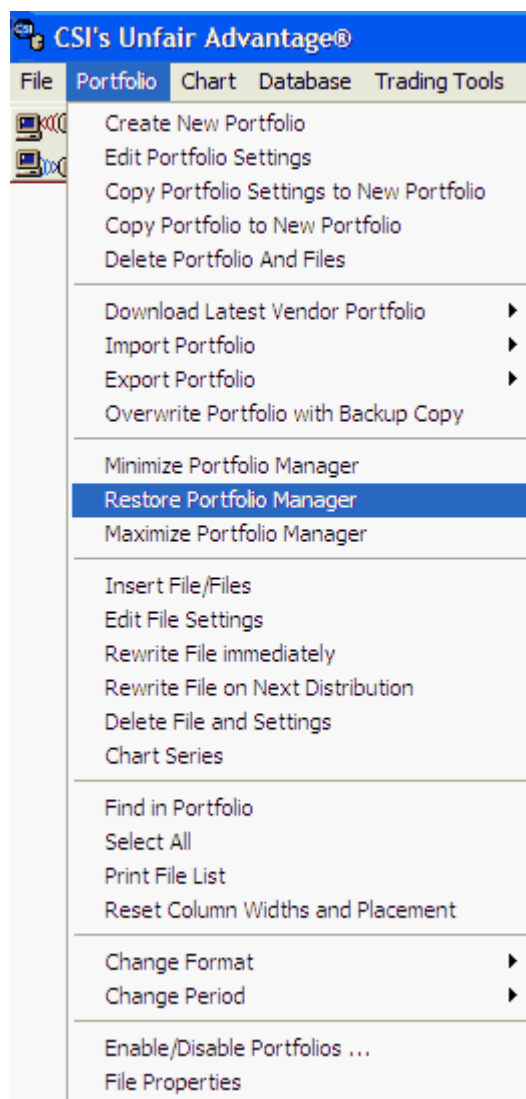 CSI's Unfair Advantage®
File Portfolio Chart Database Trading Tools
Create New Portfolio
Edit Portfolio Settings
Copy Portfolio Settings to New Portfolio
Copy Portfolio to New Portfolio
Delete Portfolio And Files
Download Latest Vendor Portfolio
Import Portfolio
Export Portfolio
Overwrite Portfolio with Backup Copy
Minimize Portfolio Manager
Restore Portfolio Manager
Maximize Portfolio Manager
Insert File/Files
Edit File Settings
Rewrite File immediately
Rewrite File on Next Distribution
Delete File and Settings
Chart Series
Find in Portfolio
Select All
Print File List
Reset Column Widths and Placement
Change Format
Change Period
Enable/Disable Portfolios ...
File Properties